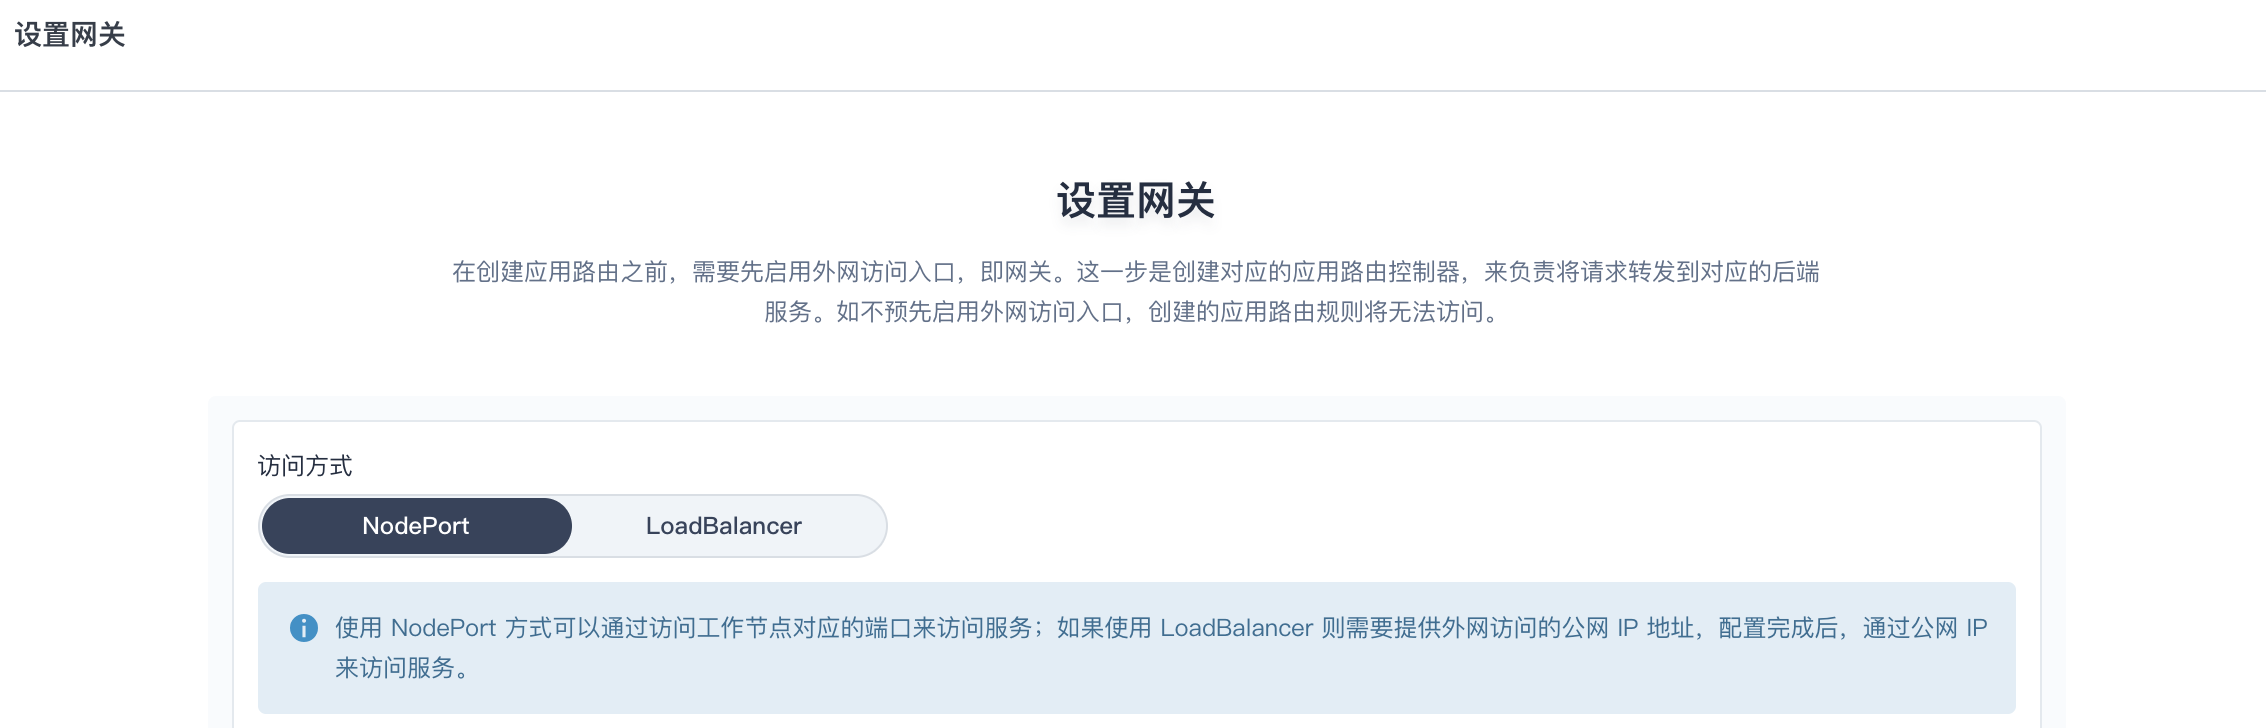 设置网关
设置网关
在创建应用路由之前，需要先启用外网访问入口，即网关。这一步是创建对应的应用路由控制器，来负责将请求转发到对应的后端
服务。如不预先启用外网访问入口，创建的应用路由规则将无法访问。
访问方式
NodePort
LoadBalancer
使用 NodePort 方式可以通过访问工作节点对应的端口来访问服务；如果使用 LoadBalancer 则需要提供外网访问的公网 IP 地址，配置完成后，通过公网 IP
来访问服务。